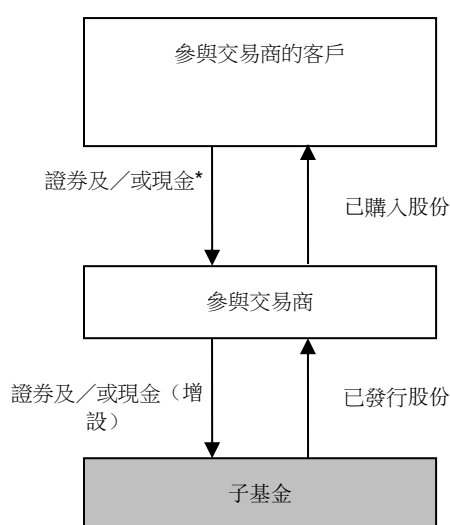 參與交易商的客戶
證券及／或現金*
已購入股份
參與交易商
證券及／或現金（增
設）
已發行股份
子基金